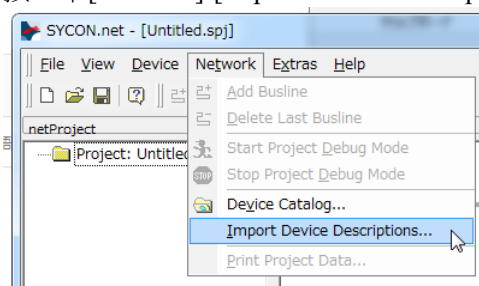 SYCON.net - [Untitled.spj]
File View Device Network Extras Help
netProject
Project: Untitled
Add Busline
Delete Last Busline
Start Project Debug Mode
STOP Stop Project Debug Mode
Device Catalog...
Import Device Descriptions...
Print Project Data...